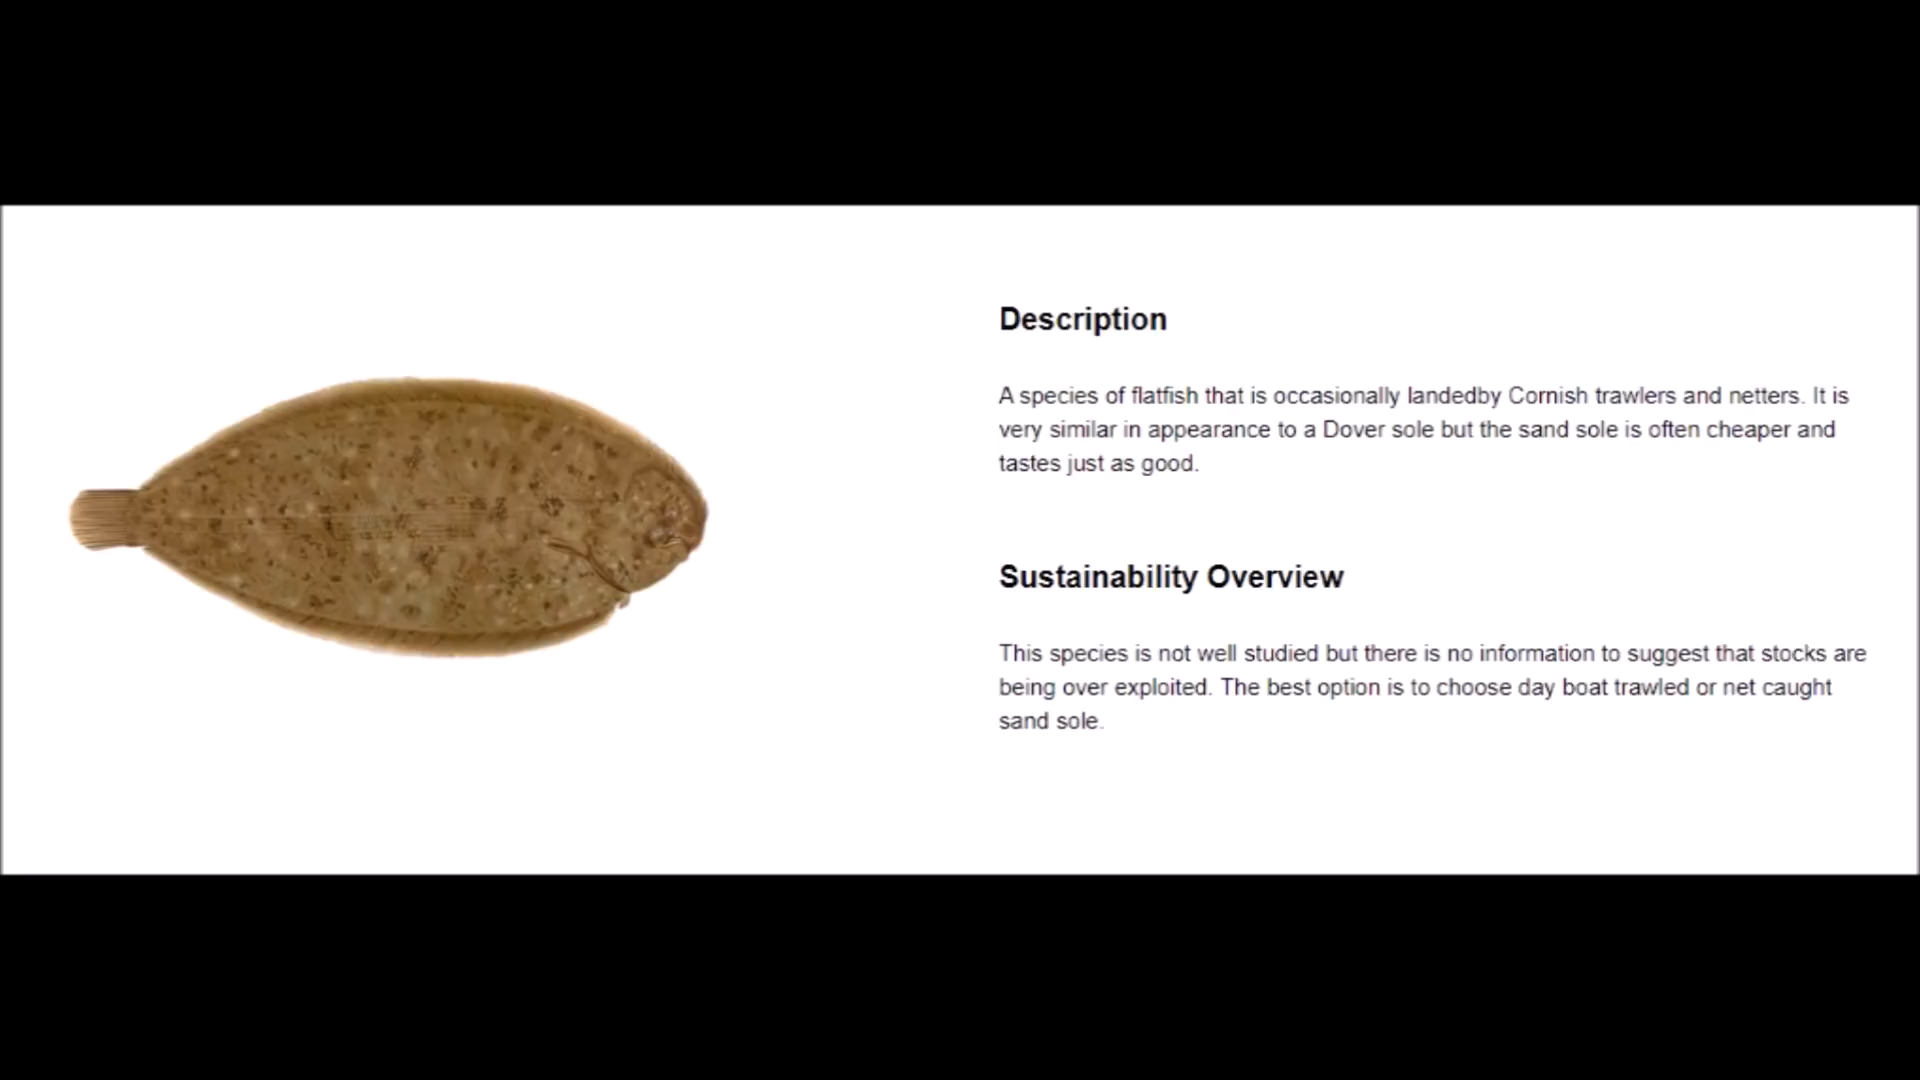 Description
A species of flatfish that is occasionally landedby Cornish trawlers and netters. It is
very similar in appearance to a Dover sole but the sand sole is often cheaper and
tastes just as good.
Sustainability Overview
This species is not well studied but there is no information to suggest that stocks are
being over exploited. The best option is to choose day boat trawled or net caught
sand sole.